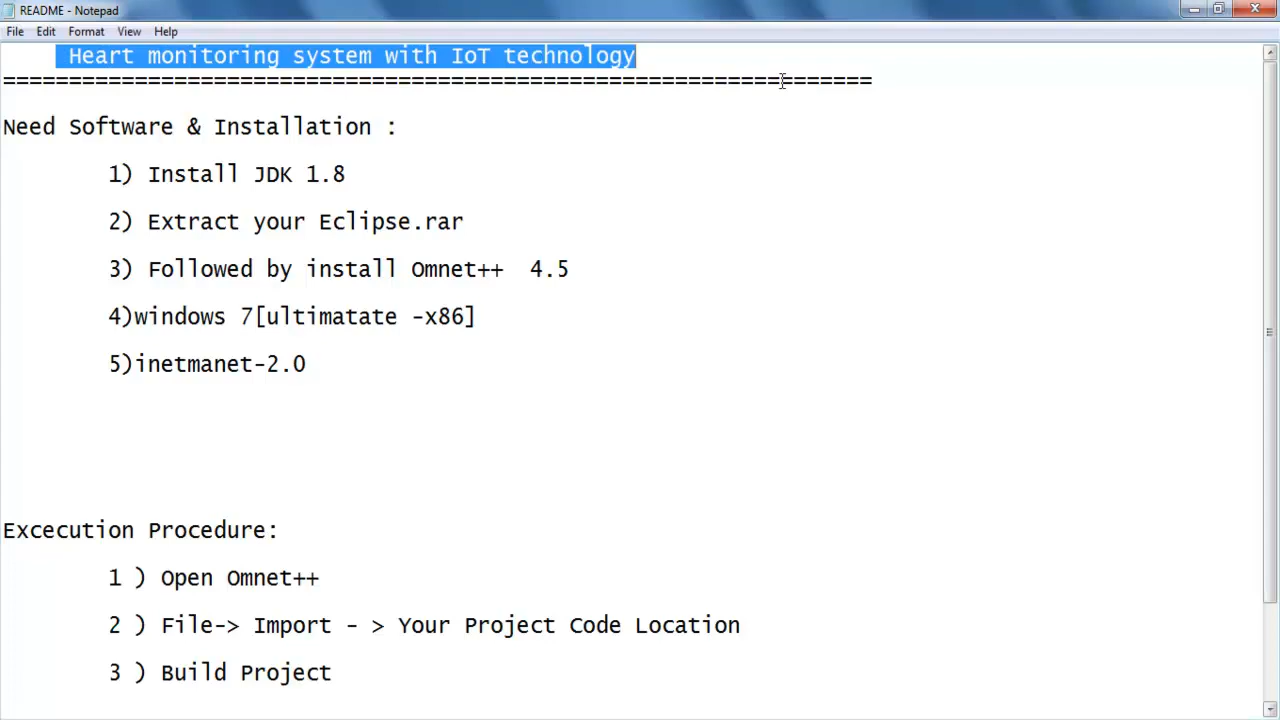 README - Notepad
File Edit Format View Help
Heart monitoring system with IoT technology
==================================================================
Need Software & Installation :
1) Install JDK 1.8
2) Extract your Eclipse.rar
3) Followed by install Omnet++  4.5
4)windows 7[ultimatate -x86]
5)inetmanet-2.0
Excecution Procedure:
1 ) Open Omnet++
2 ) File-> Import - > Your Project Code Location
3 ) Build Project